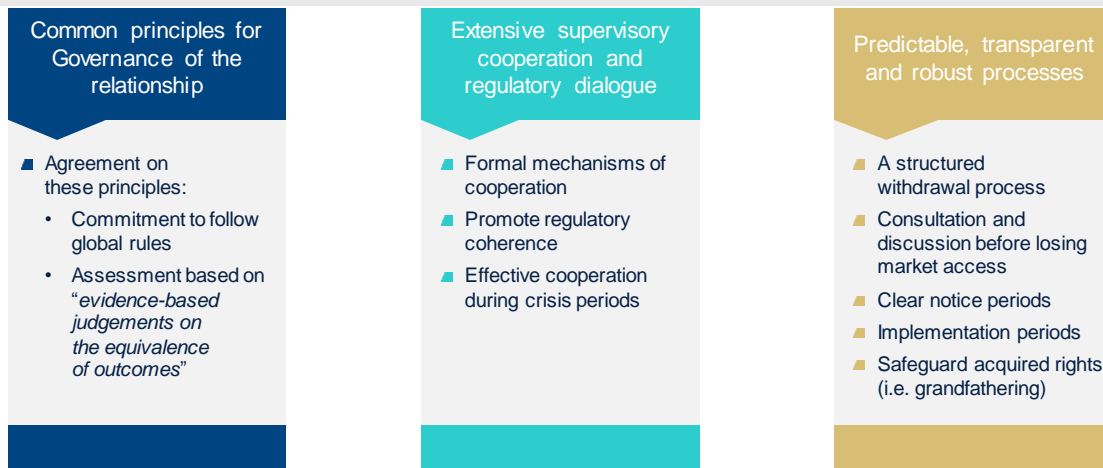 Common principles for
Governance of the
relationship
Agreement on
these principles:
• Commitment to follow
global rules
• Assessment based on
“evidence-based
judgements on
the equivalence
of outcomes”
Extensive supervisory
cooperation and
regulatory dialogue
Formal mechanisms of
cooperation
Promote regulatory
coherence
Effective cooperation
during crisis periods
Predictable, transparent
and robust processes
A structured
withdrawal process
Consultation and
discussion before losing
market access
Clear notice periods
Implementation periods
Safeguard acquired rights
(i.e. grandfathering)